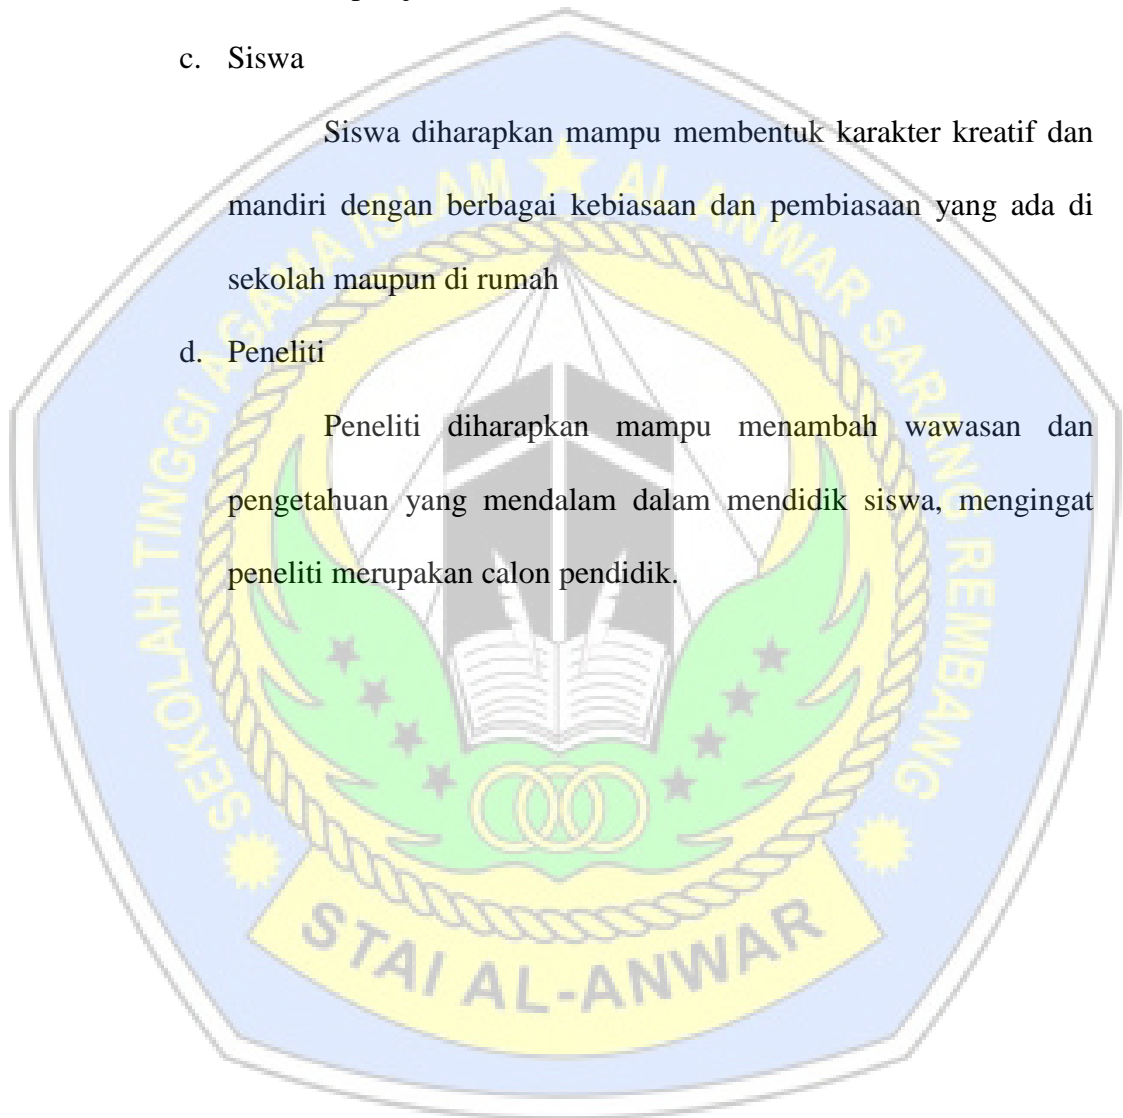 c. Siswa
Siswa diharapkan mampu membentuk karakter kreatif dan
mandiri dengan berbagai kebiasaan dan pembiasaan yang ada di
sekolah maupun di rumah
d. Peneliti
Peneliti diharapkan mampu menambah wawasan dan
pengetahuan yang mendalam dalam mendidik siswa, mengingat
peneliti merupakan calon pendidik.
SEKOLAH TINGGI AGAMA ISLAM AL-ANWAR SARANG REMBANG
STAI AL-ANWAR